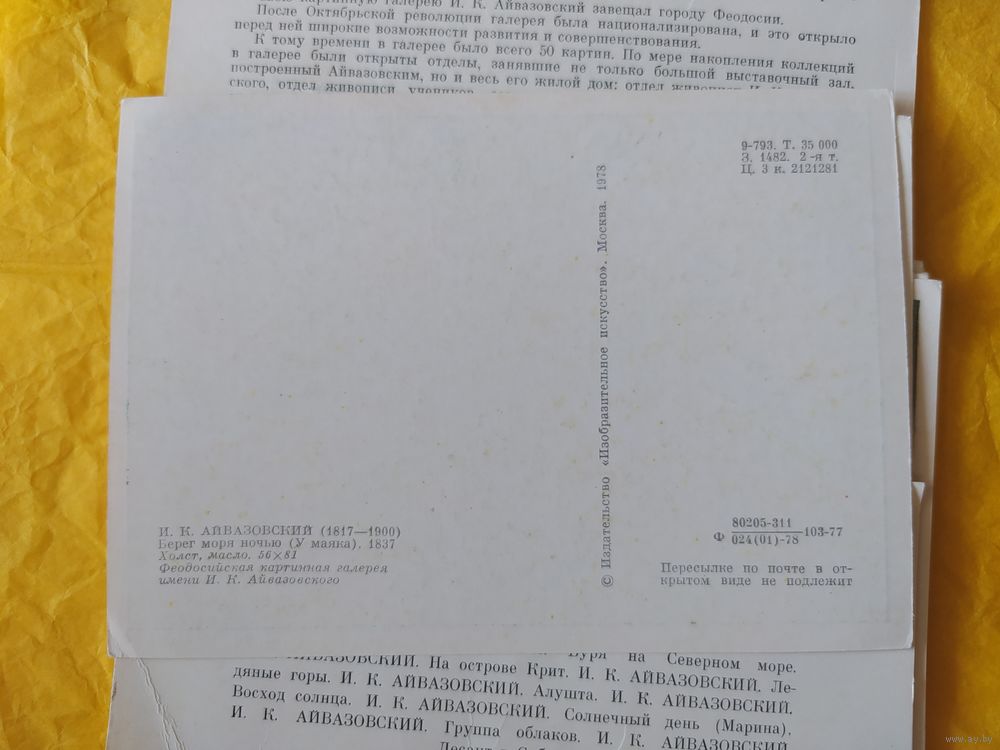 картинную галерею И. К. Айвазовский завещал городу Феодосии.
После Октябрьской революции галерея была национализирована, и это открыло
перед ней широкие возможности развития и совершенствования.
К тому времени в галерее было всего 50 картин. По мере накопления коллекций
в галерее были открыты отделы, занявшие не только большой выставочный зал,
построенный Айвазовским, но и весь его жилой дом: отдел живописи
ского, отдел живописи учеников
9-793. Т. 35 000
З. 1482. 2-я т.
Ц. 3 к. 2121281
© Издательство «Изобразительное искусство». Москва. 1978
И. К. АЙВАЗОВСКИЙ (1817—1900)
Берег моря ночью (У маяка). 1837
Холст, масло. 56×81
Феодосийская картинная галерея
имени И. К. Айвазовского
Ф 80205-311
024(01)-78 —103-77
Пересылке по почте в от-
крытом виде не подлежит
АЙВАЗОВСКИЙ. Буря на Северном море.
АЙВАЗОВСКИЙ. На острове Крит. И. К. АЙВАЗОВСКИЙ. Ле-
дяные горы. И. К. АЙВАЗОВСКИЙ. Алушта. И. К. АЙВАЗОВСКИЙ.
Восход солнца. И. К. АЙВАЗОВСКИЙ. Солнечный день (Марина).
И. К. АЙВАЗОВСКИЙ. Группа облаков. И. К. АЙВАЗОВСКИЙ.
Десант в
www.ay.by